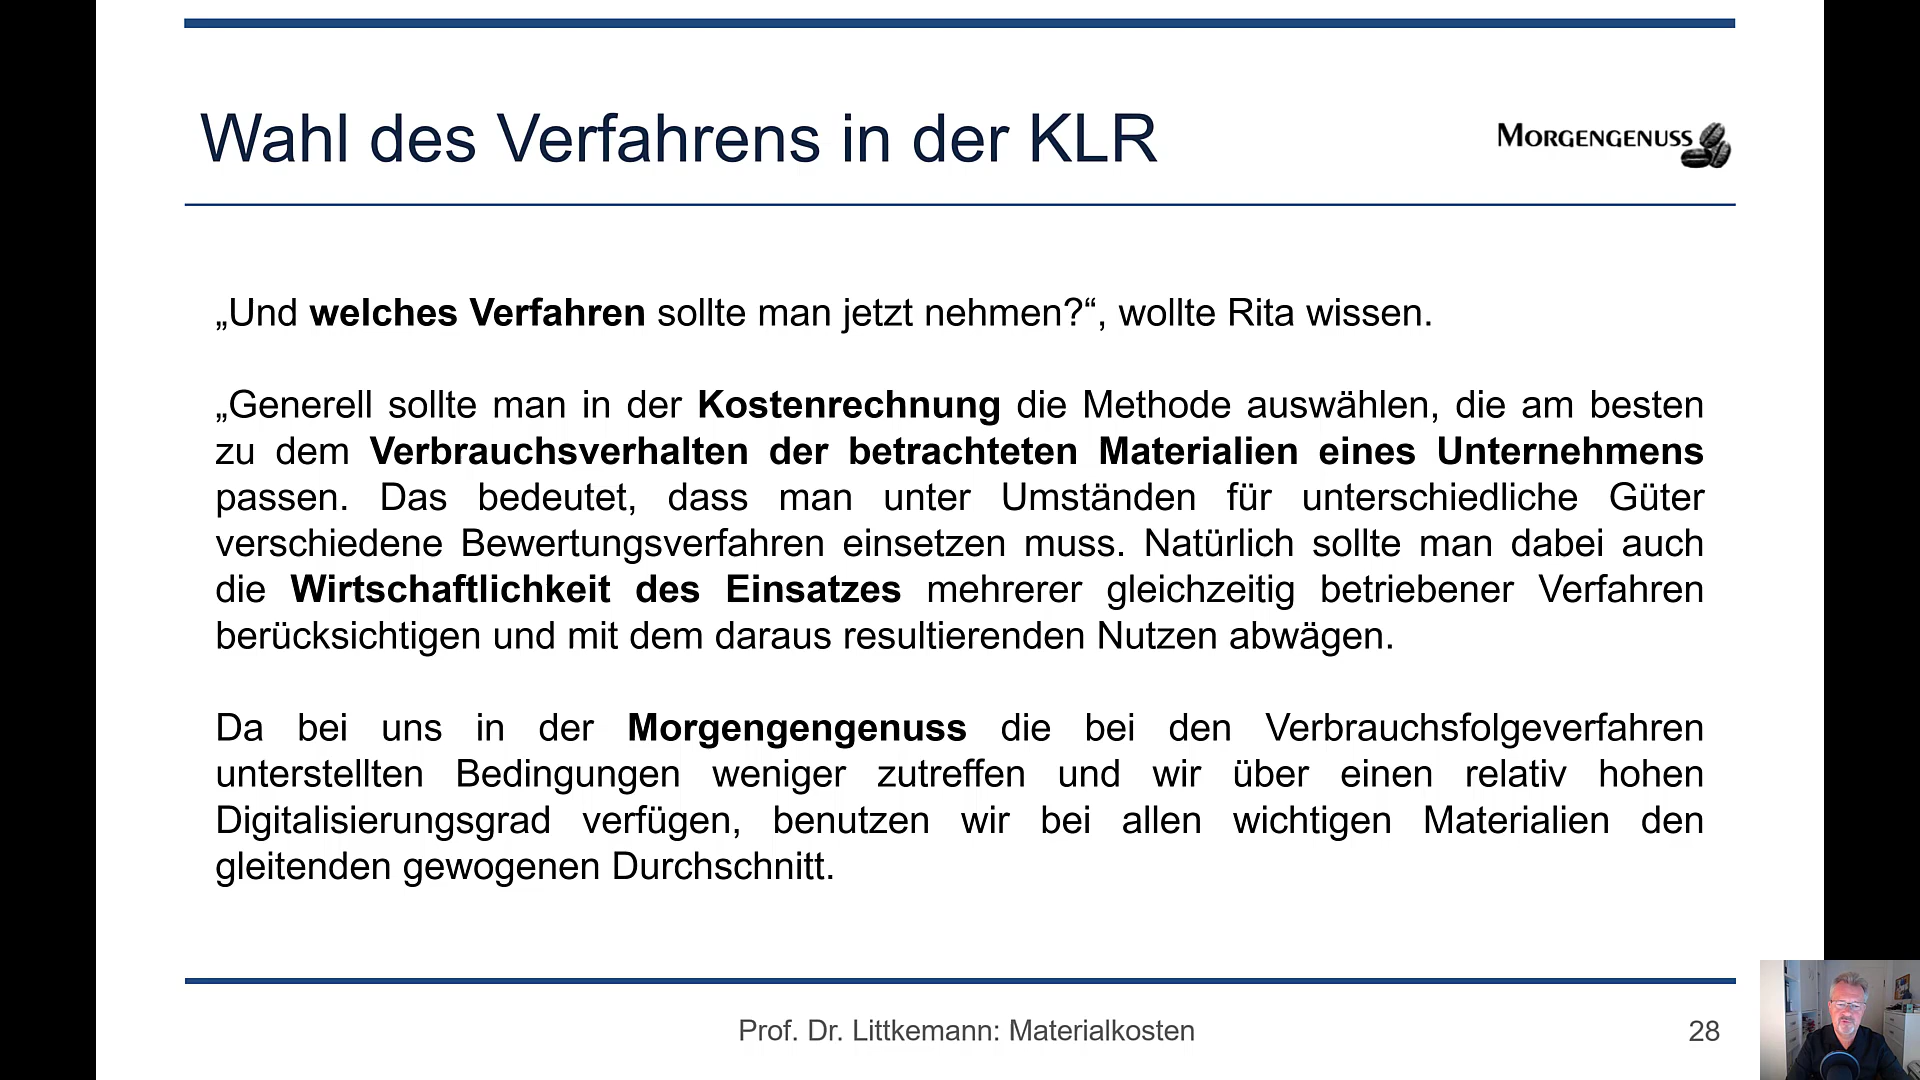 Wahl des Verfahrens in der KLR
MORGENGENUSS
„Und welches Verfahren sollte man jetzt nehmen?“, wollte Rita wissen.
„Generell sollte man in der Kostenrechnung die Methode auswählen, die am besten
zu dem Verbrauchsverhalten der betrachteten Materialien eines Unternehmens
passen. Das bedeutet, dass man unter Umständen für unterschiedliche Güter
verschiedene Bewertungsverfahren einsetzen muss. Natürlich sollte man dabei auch
die Wirtschaftlichkeit des Einsatzes mehrerer gleichzeitig betriebener Verfahren
berücksichtigen und mit dem daraus resultierenden Nutzen abwägen.
Da bei uns in der Morgengengenuss die bei den Verbrauchsfolgeverfahren
unterstellten Bedingungen weniger zutreffen und wir über einen relativ hohen
Digitalisierungsgrad verfügen, benutzen wir bei allen wichtigen Materialien den
gleitenden gewogenen Durchschnitt.
Prof. Dr. Littkemann: Materialkosten
28